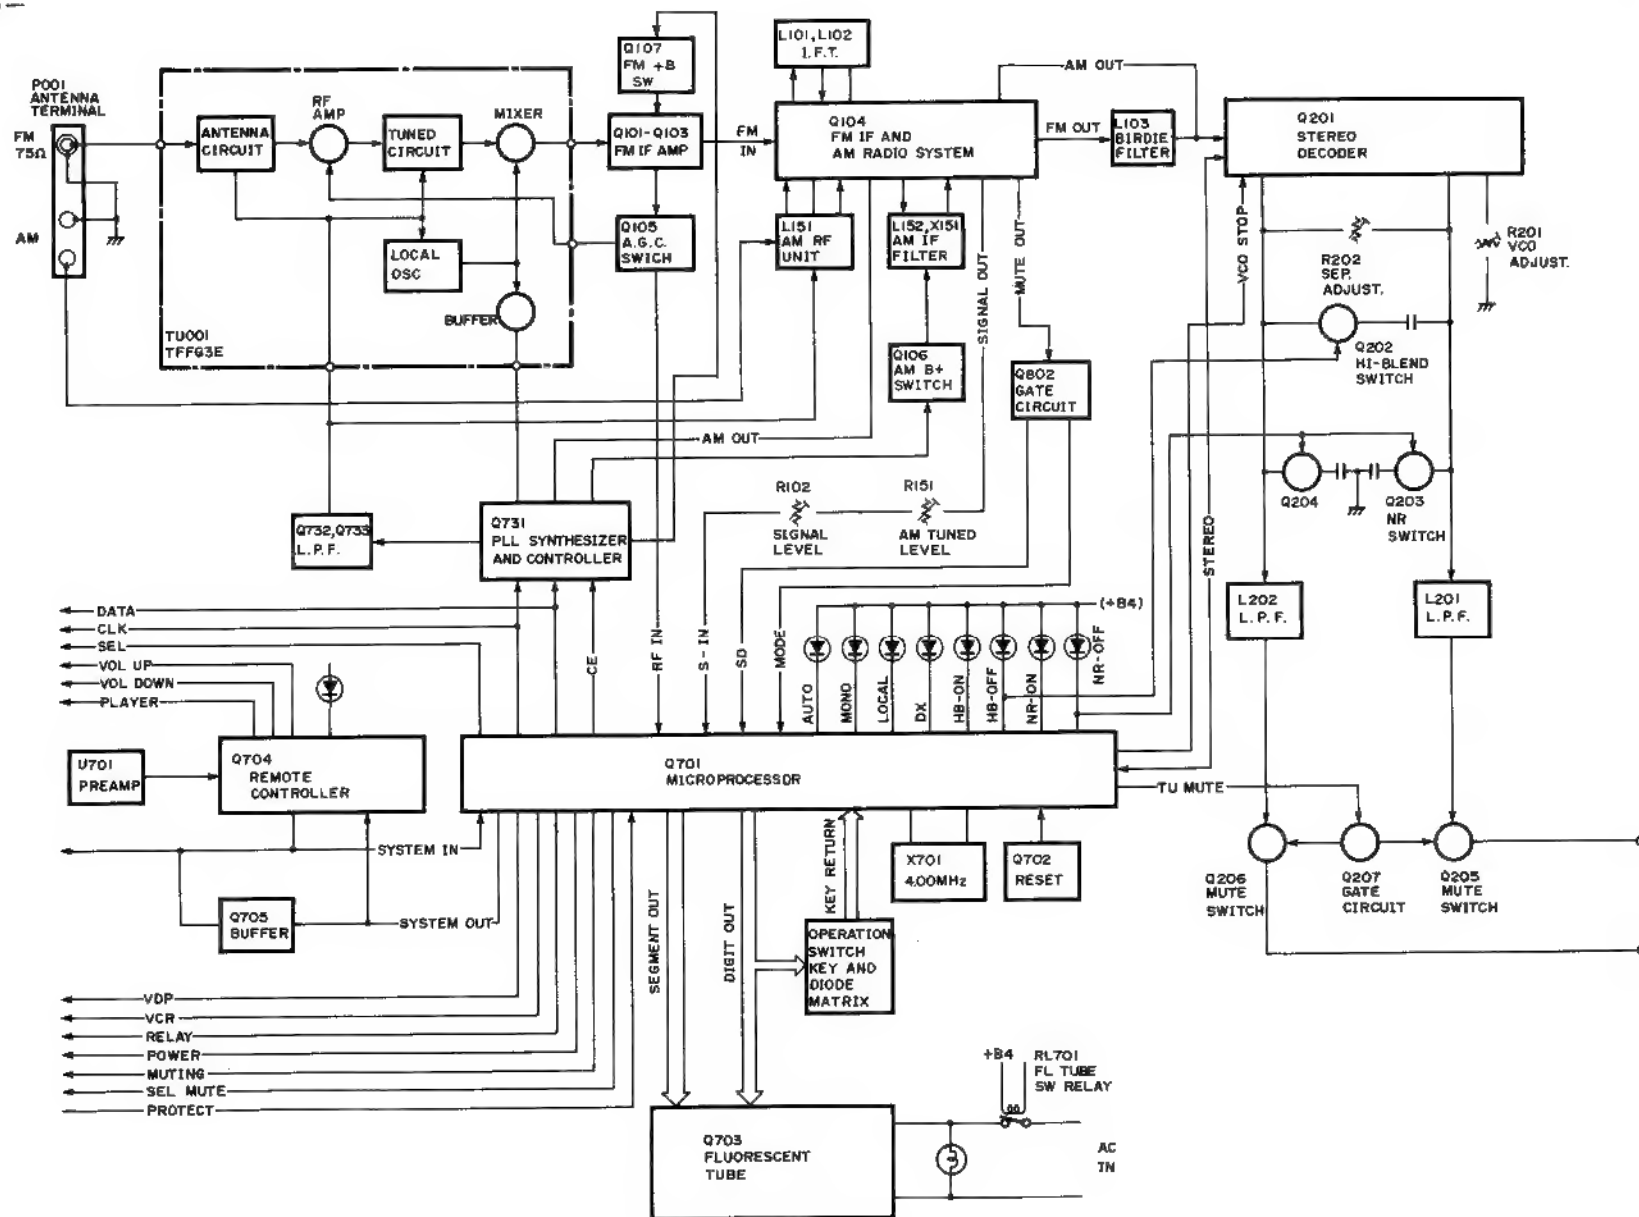 P001
ANTENNA
TERMINAL
FM
75Ω
AM
ANTENNA
CIRCUIT
RF
AMP
TUNED
CIRCUIT
MIXER
LOCAL
OSC
BUFFER
TU001
TFFG3E
Q107
FM +B
SW
Q101-Q103
FM IF AMP
Q105
A.G.C.
SWICH
FM
IN
L101, L102
I.F.T.
Q104
FM IF AND
AM RADIO SYSTEM
AM OUT
FM OUT
L103
BIRDIE
FILTER
Q201
STEREO
DECODER
L151
AM RF
UNIT
L152, X151
AM IF
FILTER
SIGNAL OUT
MUTE OUT
VCO STOP
R201
VCO
ADJUST.
R202
SEP.
ADJUST.
Q202
HI-BLEND
SWITCH
Q106
AM B+
SWITCH
Q802
GATE
CIRCUIT
AM OUT
Q204
Q203
NR
SWITCH
Q732, Q733
L.P.F.
Q731
PLL SYNTHESIZER
AND CONTROLLER
R102
SIGNAL
LEVEL
R151
AM TUNED
LEVEL
STEREO
L202
L.P.F.
L201
L.P.F.
DATA
CLK
SEL
VOL UP
VOL DOWN
PLAYER
CE
RF IN
S-IN
SD
MODE
(+B4)
AUTO
MONO
LOCAL
DX
HB-ON
HB-OFF
NR-ON
NR-OFF
U701
PREAMP
Q704
REMOTE
CONTROLLER
Q701
MICROPROCESSOR
TU MUTE
SYSTEM IN
Q705
BUFFER
SYSTEM OUT
SEGMENT OUT
DIGIT OUT
KEY RETURN
X701
4.00MHz
Q702
RESET
OPERATION
SWITCH
KEY AND
DIODE
MATRIX
Q206
MUTE
SWITCH
Q207
GATE
CIRCUIT
Q205
MUTE
SWITCH
VDP
VCR
RELAY
POWER
MUTING
SEL MUTE
PROTECT
+B4
RL701
FL TUBE
SW RELAY
Q703
FLUORESCENT
TUBE
AC
IN